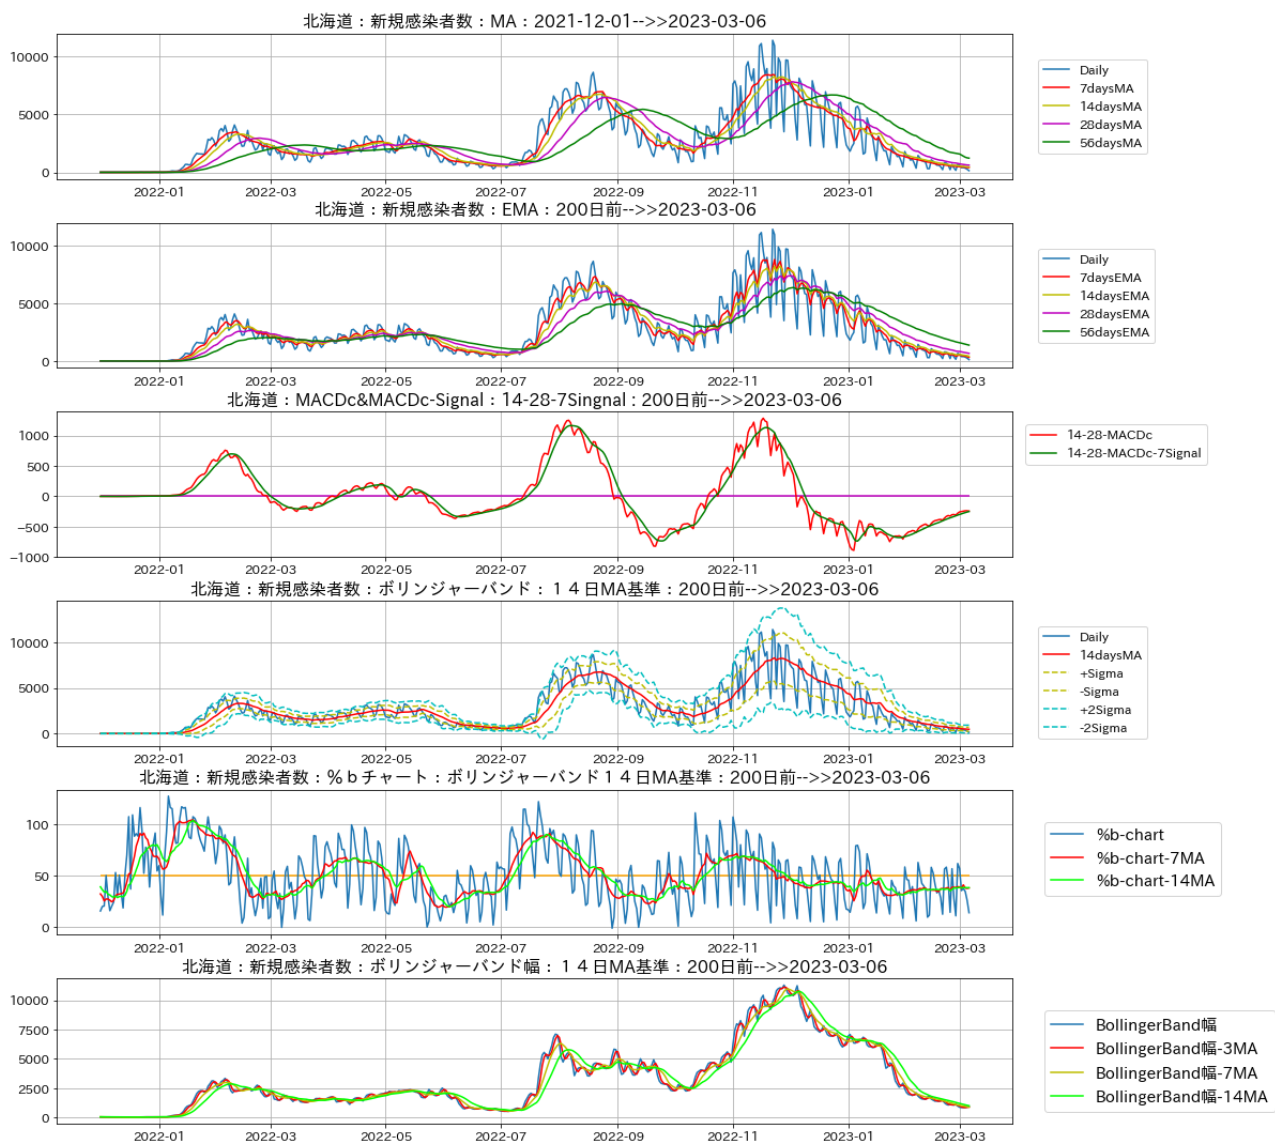 北海道：新規感染者数：MA：2021-12-01-->>2023-03-06
10000
5000
0
2022-01 2022-03 2022-05 2022-07 2022-09 2022-11 2023-01 2023-03
Daily
7daysMA
14daysMA
28daysMA
56daysMA
北海道：新規感染者数：EMA：200日前-->>2023-03-06
10000
5000
0
2022-01 2022-03 2022-05 2022-07 2022-09 2022-11 2023-01 2023-03
Daily
7daysEMA
14daysEMA
28daysEMA
56daysEMA
北海道：MACDc&MACDc-Signal：14-28-7Singnal：200日前-->>2023-03-06
1000
500
0
−500
−1000
2022-01 2022-03 2022-05 2022-07 2022-09 2022-11 2023-01 2023-03
14-28-MACDc
14-28-MACDc-7Signal
北海道：新規感染者数：ボリンジャーバンド：１４日MA基準：200日前-->>2023-03-06
10000
5000
0
2022-01 2022-03 2022-05 2022-07 2022-09 2022-11 2023-01 2023-03
Daily
14daysMA
+Sigma
-Sigma
+2Sigma
-2Sigma
北海道：新規感染者数：％ｂチャート：ボリンジャーバンド１４日MA基準：200日前-->>2023-03-06
100
50
0
2022-01 2022-03 2022-05 2022-07 2022-09 2022-11 2023-01 2023-03
%b-chart
%b-chart-7MA
%b-chart-14MA
北海道：新規感染者数：ボリンジャーバンド幅：１４日MA基準：200日前-->>2023-03-06
10000
7500
5000
2500
0
2022-01 2022-03 2022-05 2022-07 2022-09 2022-11 2023-01 2023-03
BollingerBand幅
BollingerBand幅-3MA
BollingerBand幅-7MA
BollingerBand幅-14MA